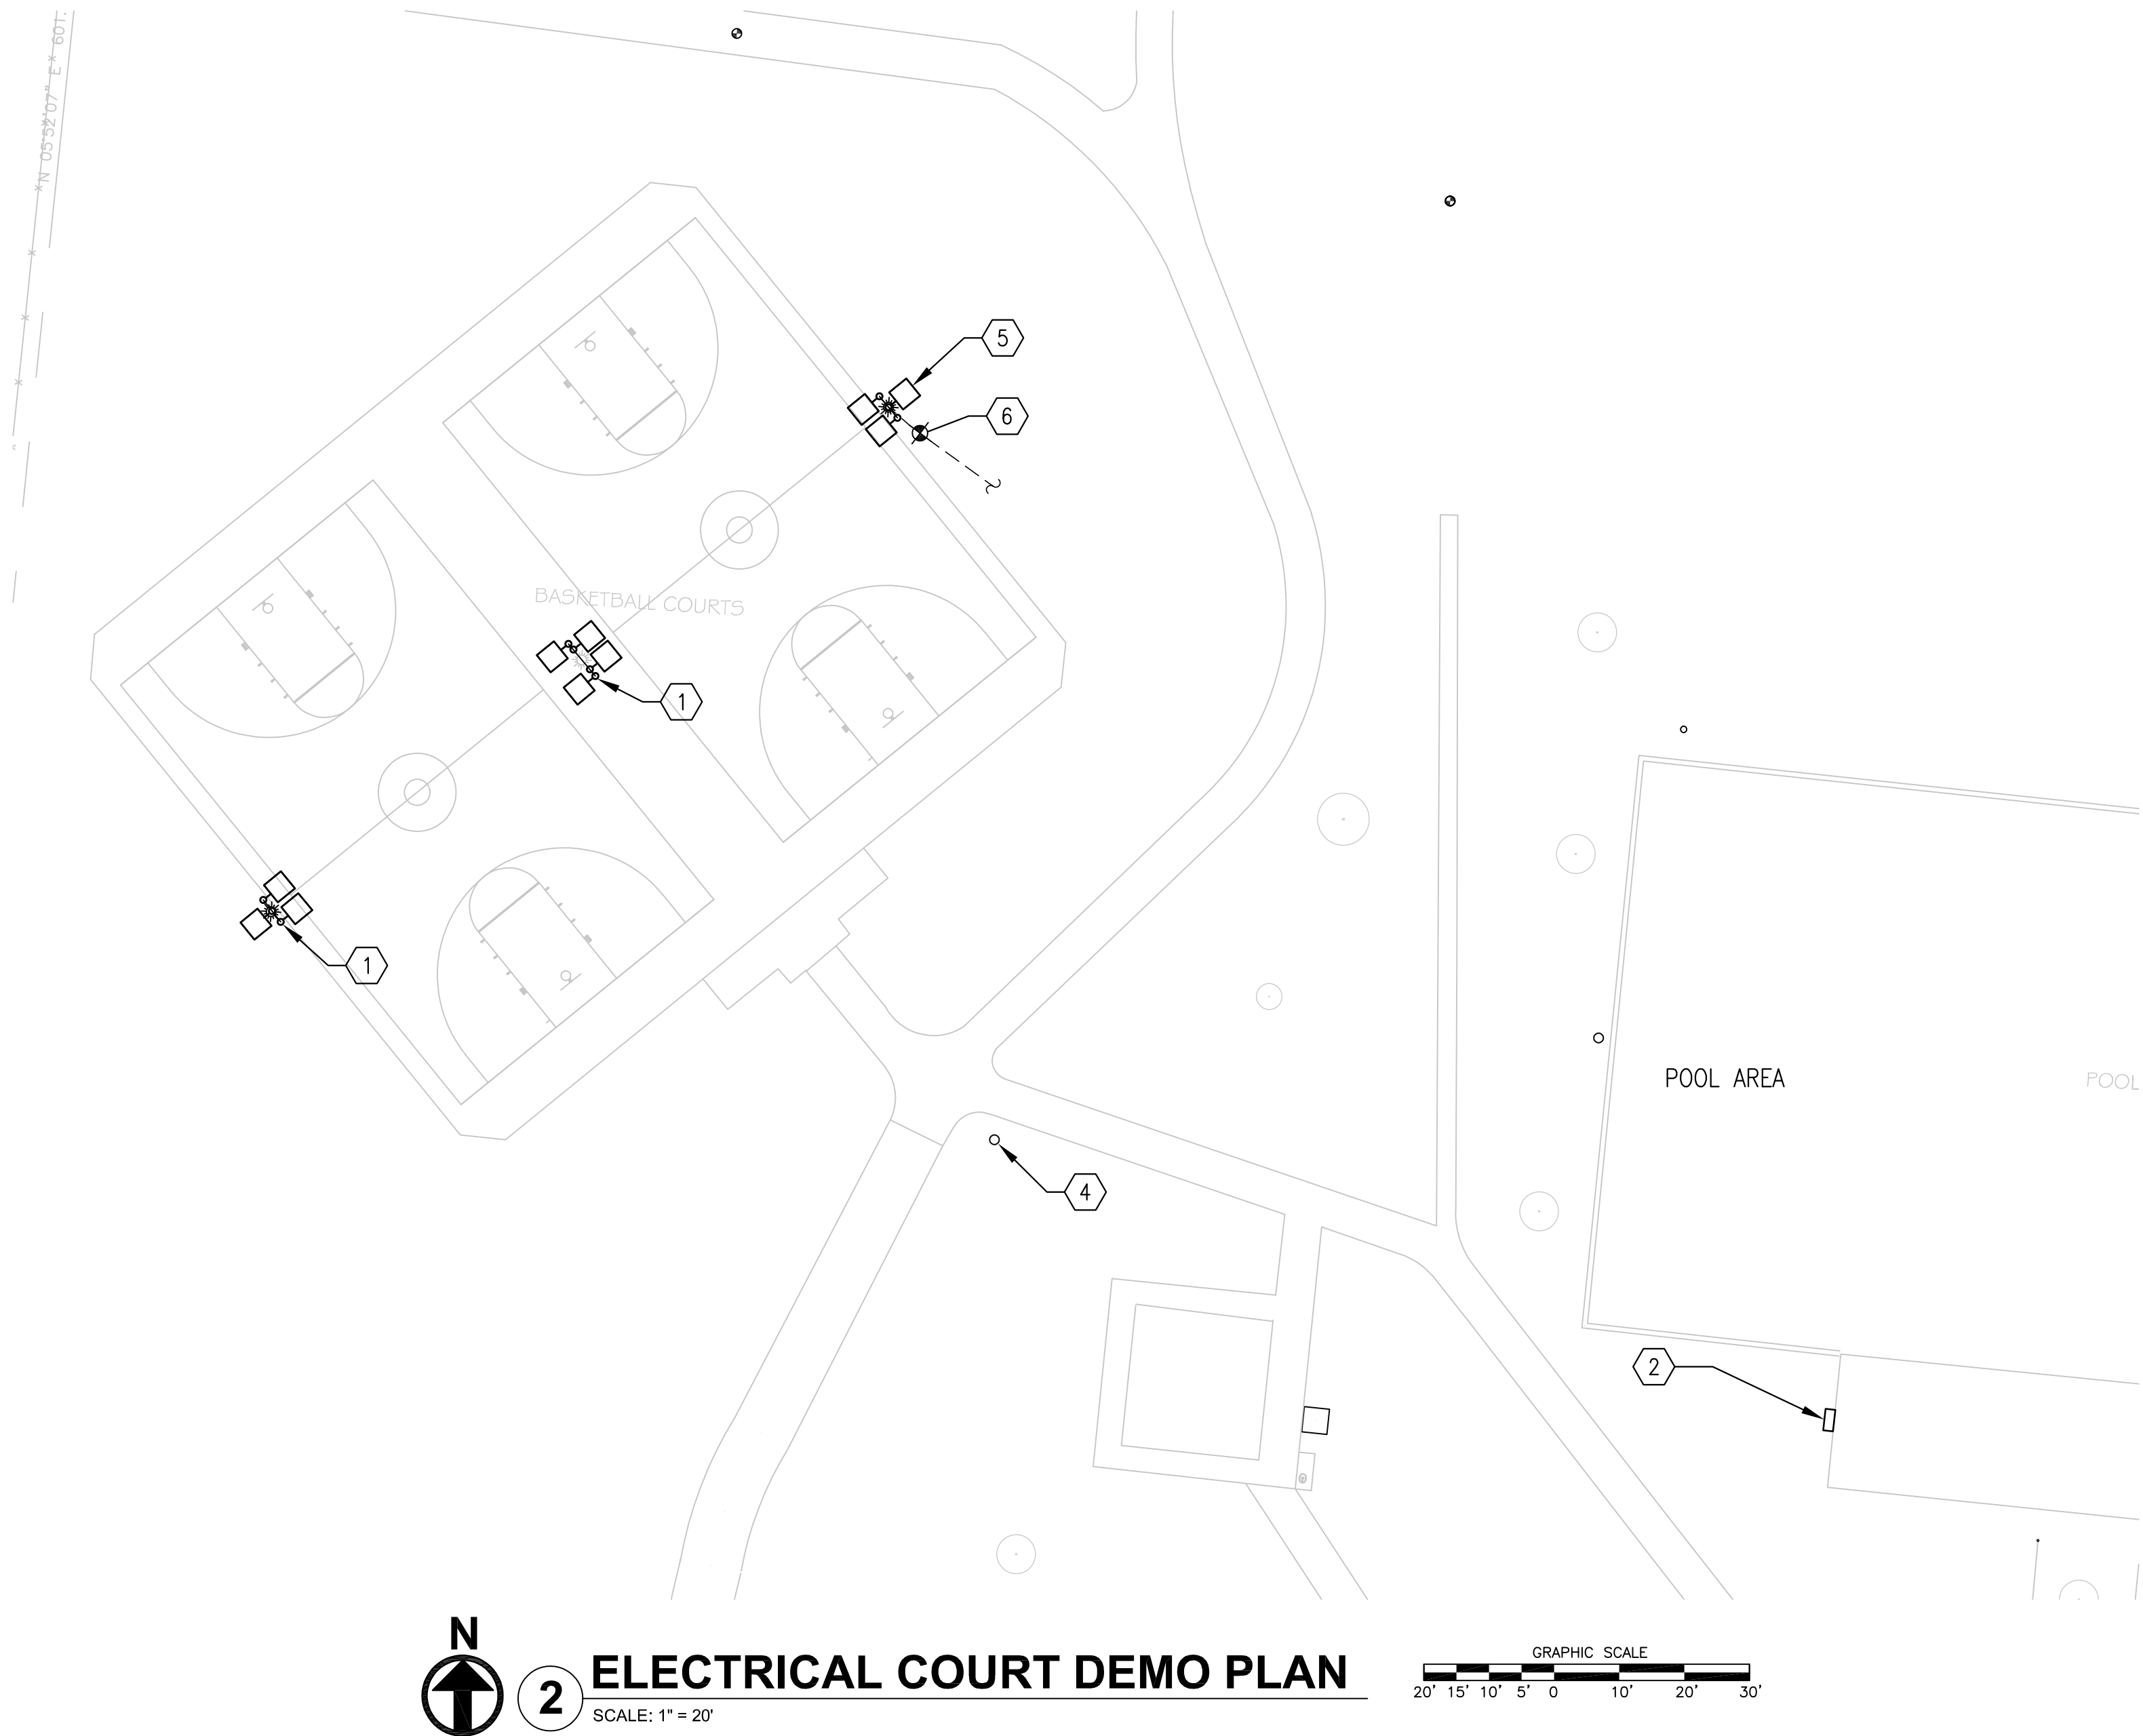 N 05°52'07" E 601.
5
6
BASKETBALL COURTS
1
1
POOL AREA
POOL
4
2
N
2
ELECTRICAL COURT DEMO PLAN
SCALE: 1" = 20'
GRAPHIC SCALE
20' 15' 10' 5' 0 10' 20' 30'